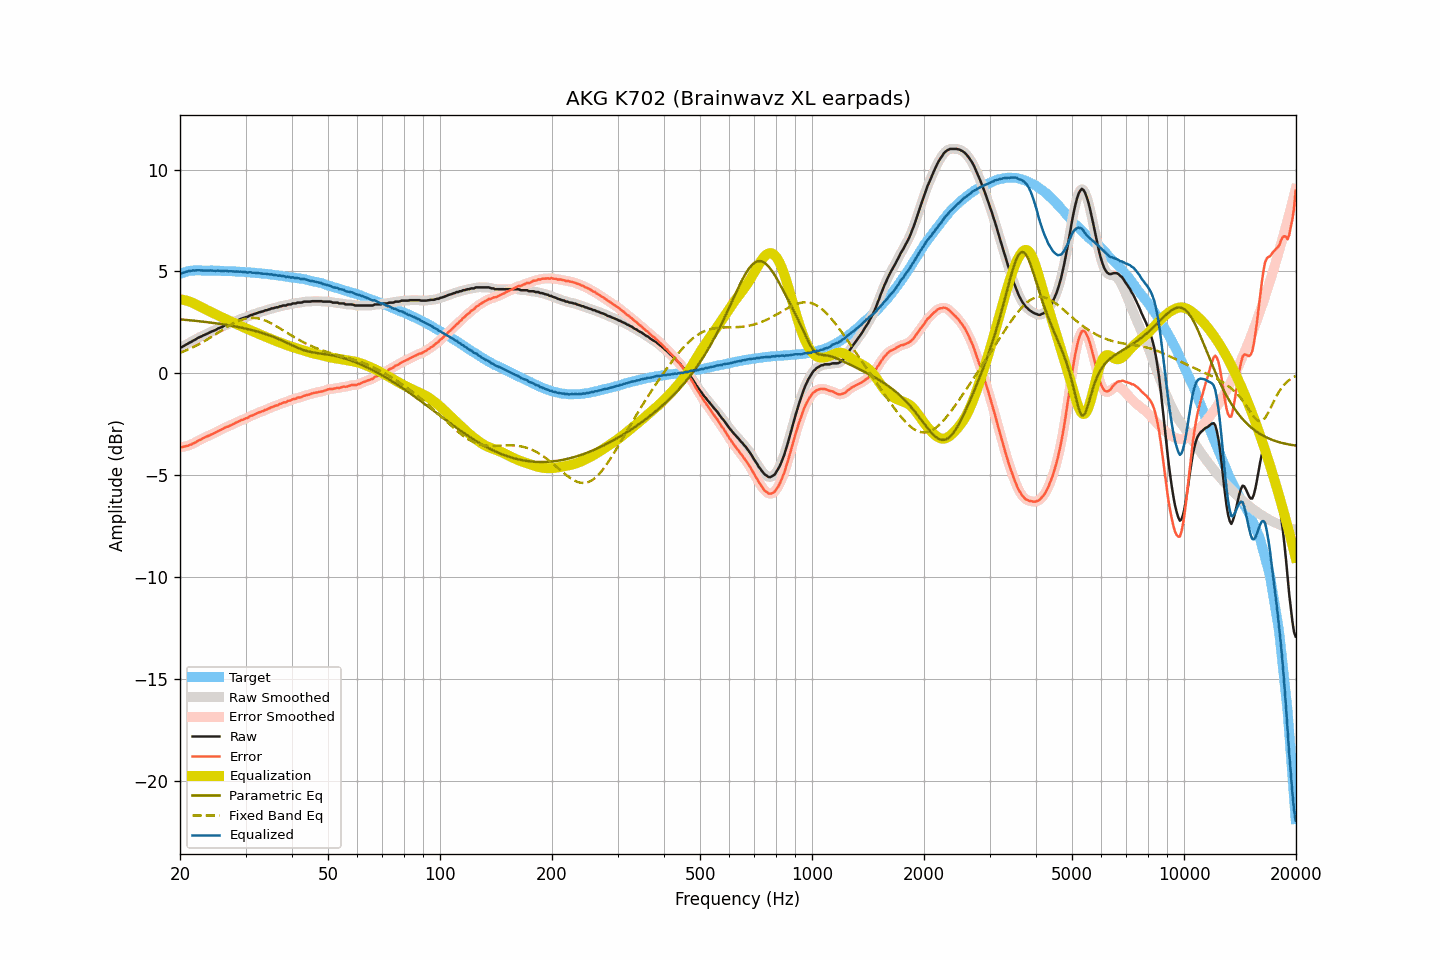 AKG K702 (Brainwavz XL earpads)
10
5
0
−5
−10
−15
−20
Amplitude (dBr)
Target
Raw Smoothed
Error Smoothed
Raw
Error
Equalization
Parametric Eq
Fixed Band Eq
Equalized
20 50 100 200 500 1000 2000 5000 10000 20000
Frequency (Hz)